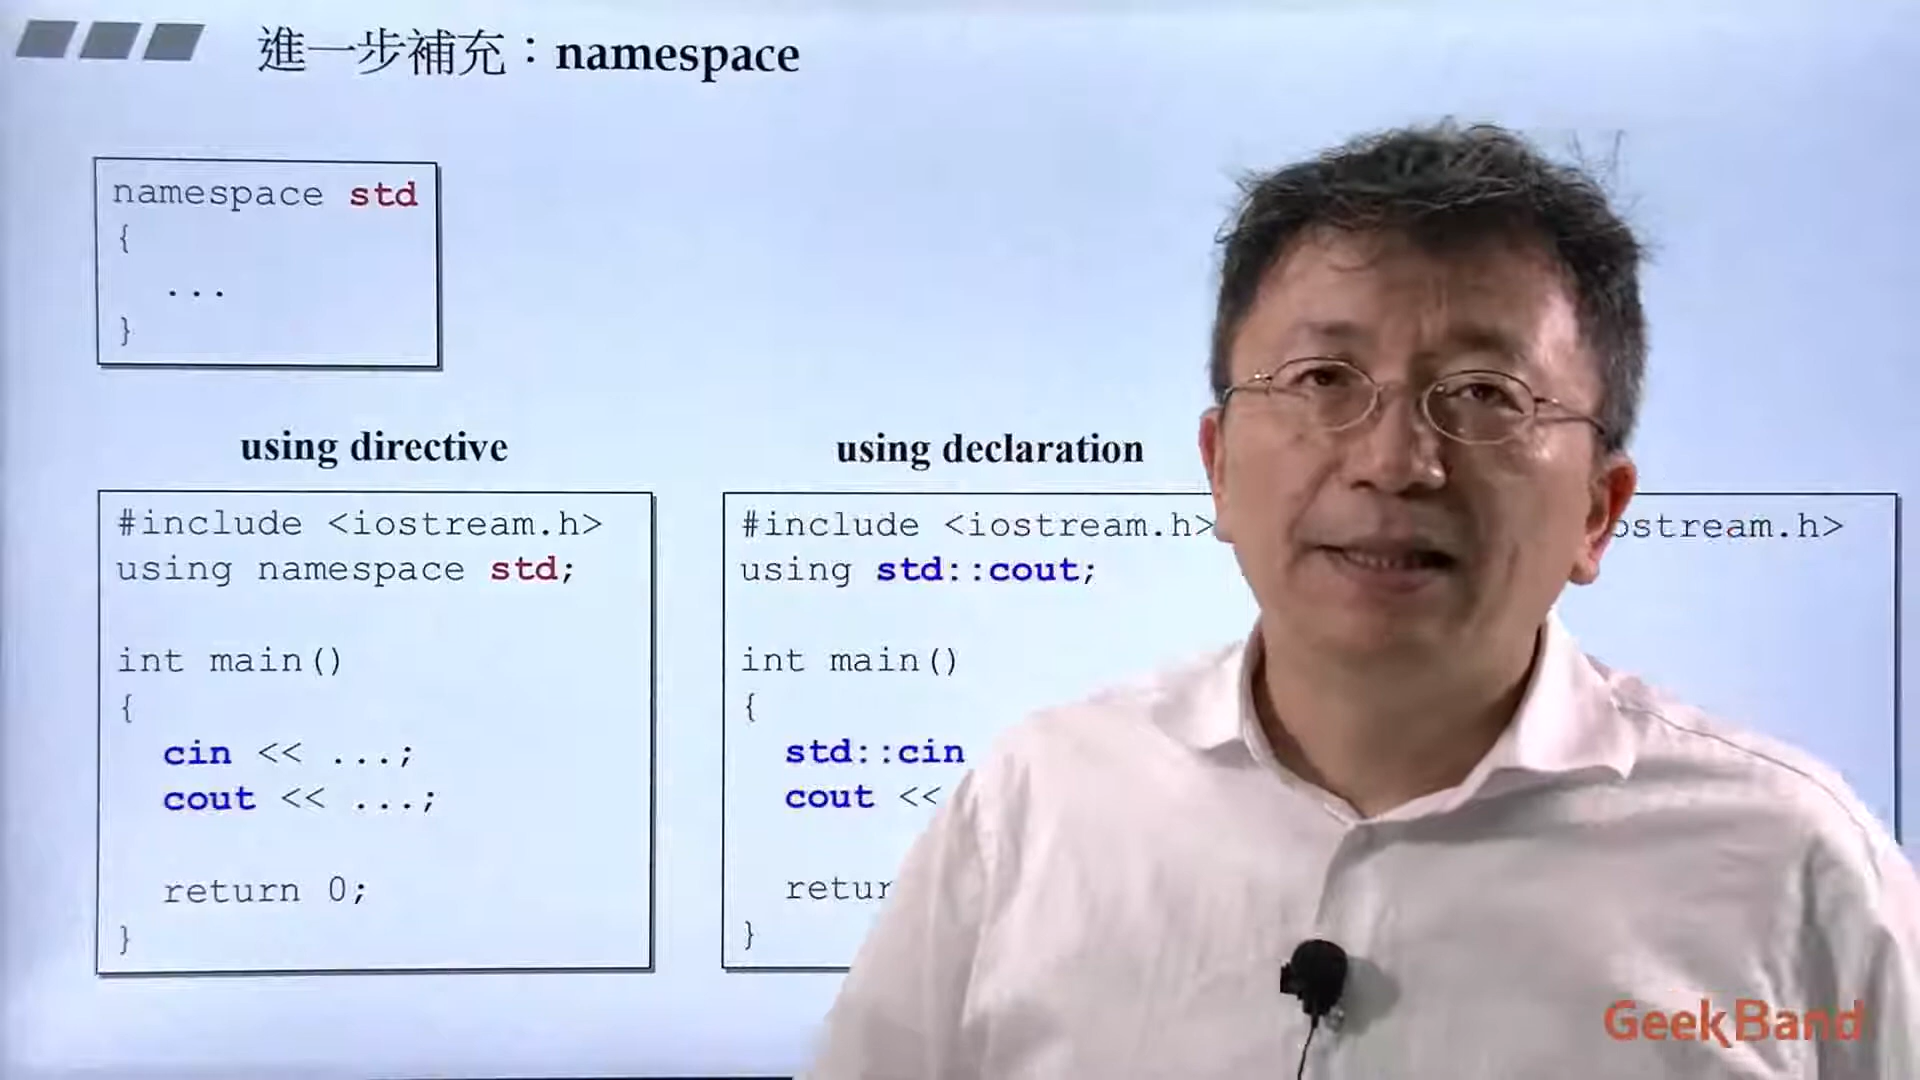 進一步補充：namespace
namespace std
{
...
}
using directive
using declaration
#include <iostream.h>
using namespace std;
int main()
{
cin << ...;
cout << ...;
return 0;
}
#include <iostream.h>
using std::cout;
int main()
{
std::cin
cout <<
}
ostream.h>
GeekBand